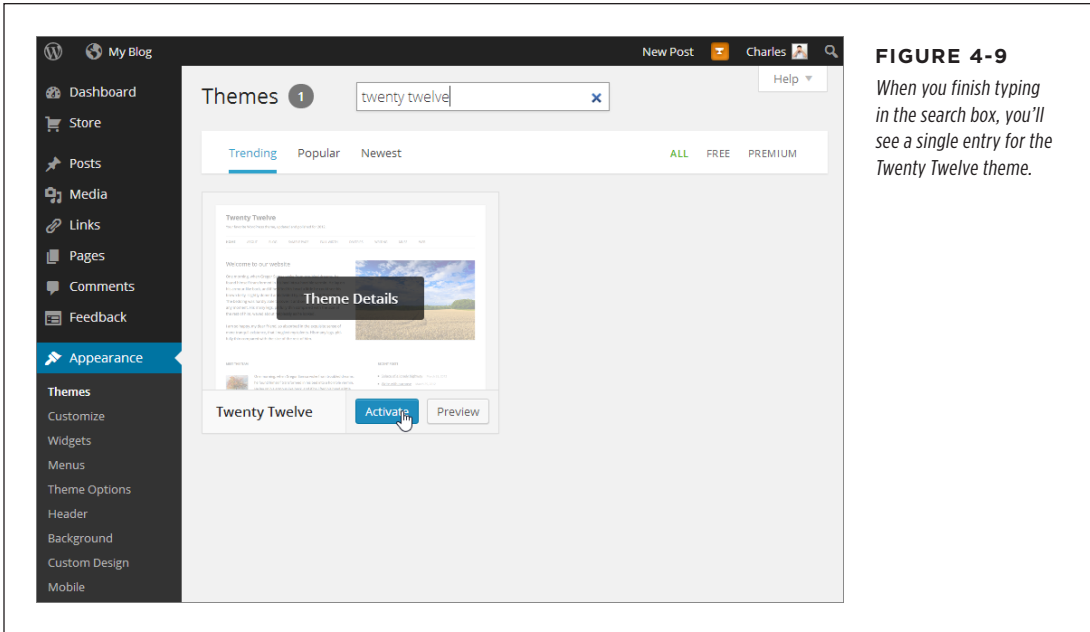 My Blog
New Post
Charles
Dashboard
Store
Posts
Media
Links
Pages
Comments
Feedback
Appearance
Themes
Customize
Widgets
Menus
Theme Options
Header
Background
Custom Design
Mobile
Themes 1
twenty twelve
Help
Trending Popular Newest
ALL FREE PREMIUM
Twenty Twelve
Welcome to our website
Theme Details
Twenty Twelve
Activate
Preview
FIGURE 4-9
When you finish typing
in the search box, you’ll
see a single entry for the
Twenty Twelve theme.